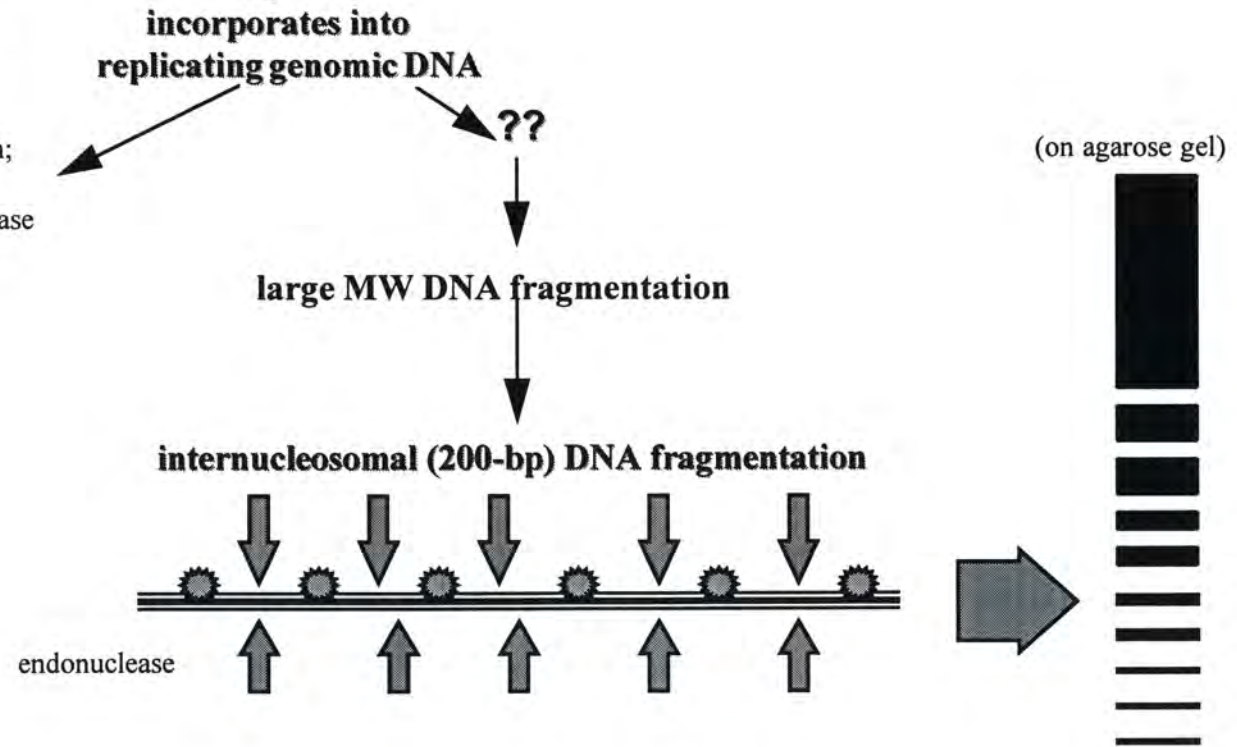 incorporates into
replicating genomic DNA
??
(on agarose gel)
large MW DNA fragmentation
internucleosomal (200-bp) DNA fragmentation
endonuclease